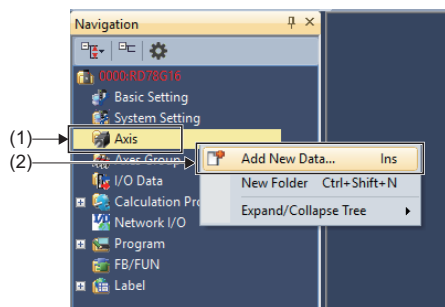 Navigation
0000:RD78G16
Basic Setting
System Setting
(1)
Axis
(2)
Axes Group
Add New Data... Ins
I/O Data
New Folder Ctrl+Shift+N
Calculation Pro
Network I/O
Expand/Collapse Tree
Program
FB/FUN
Label